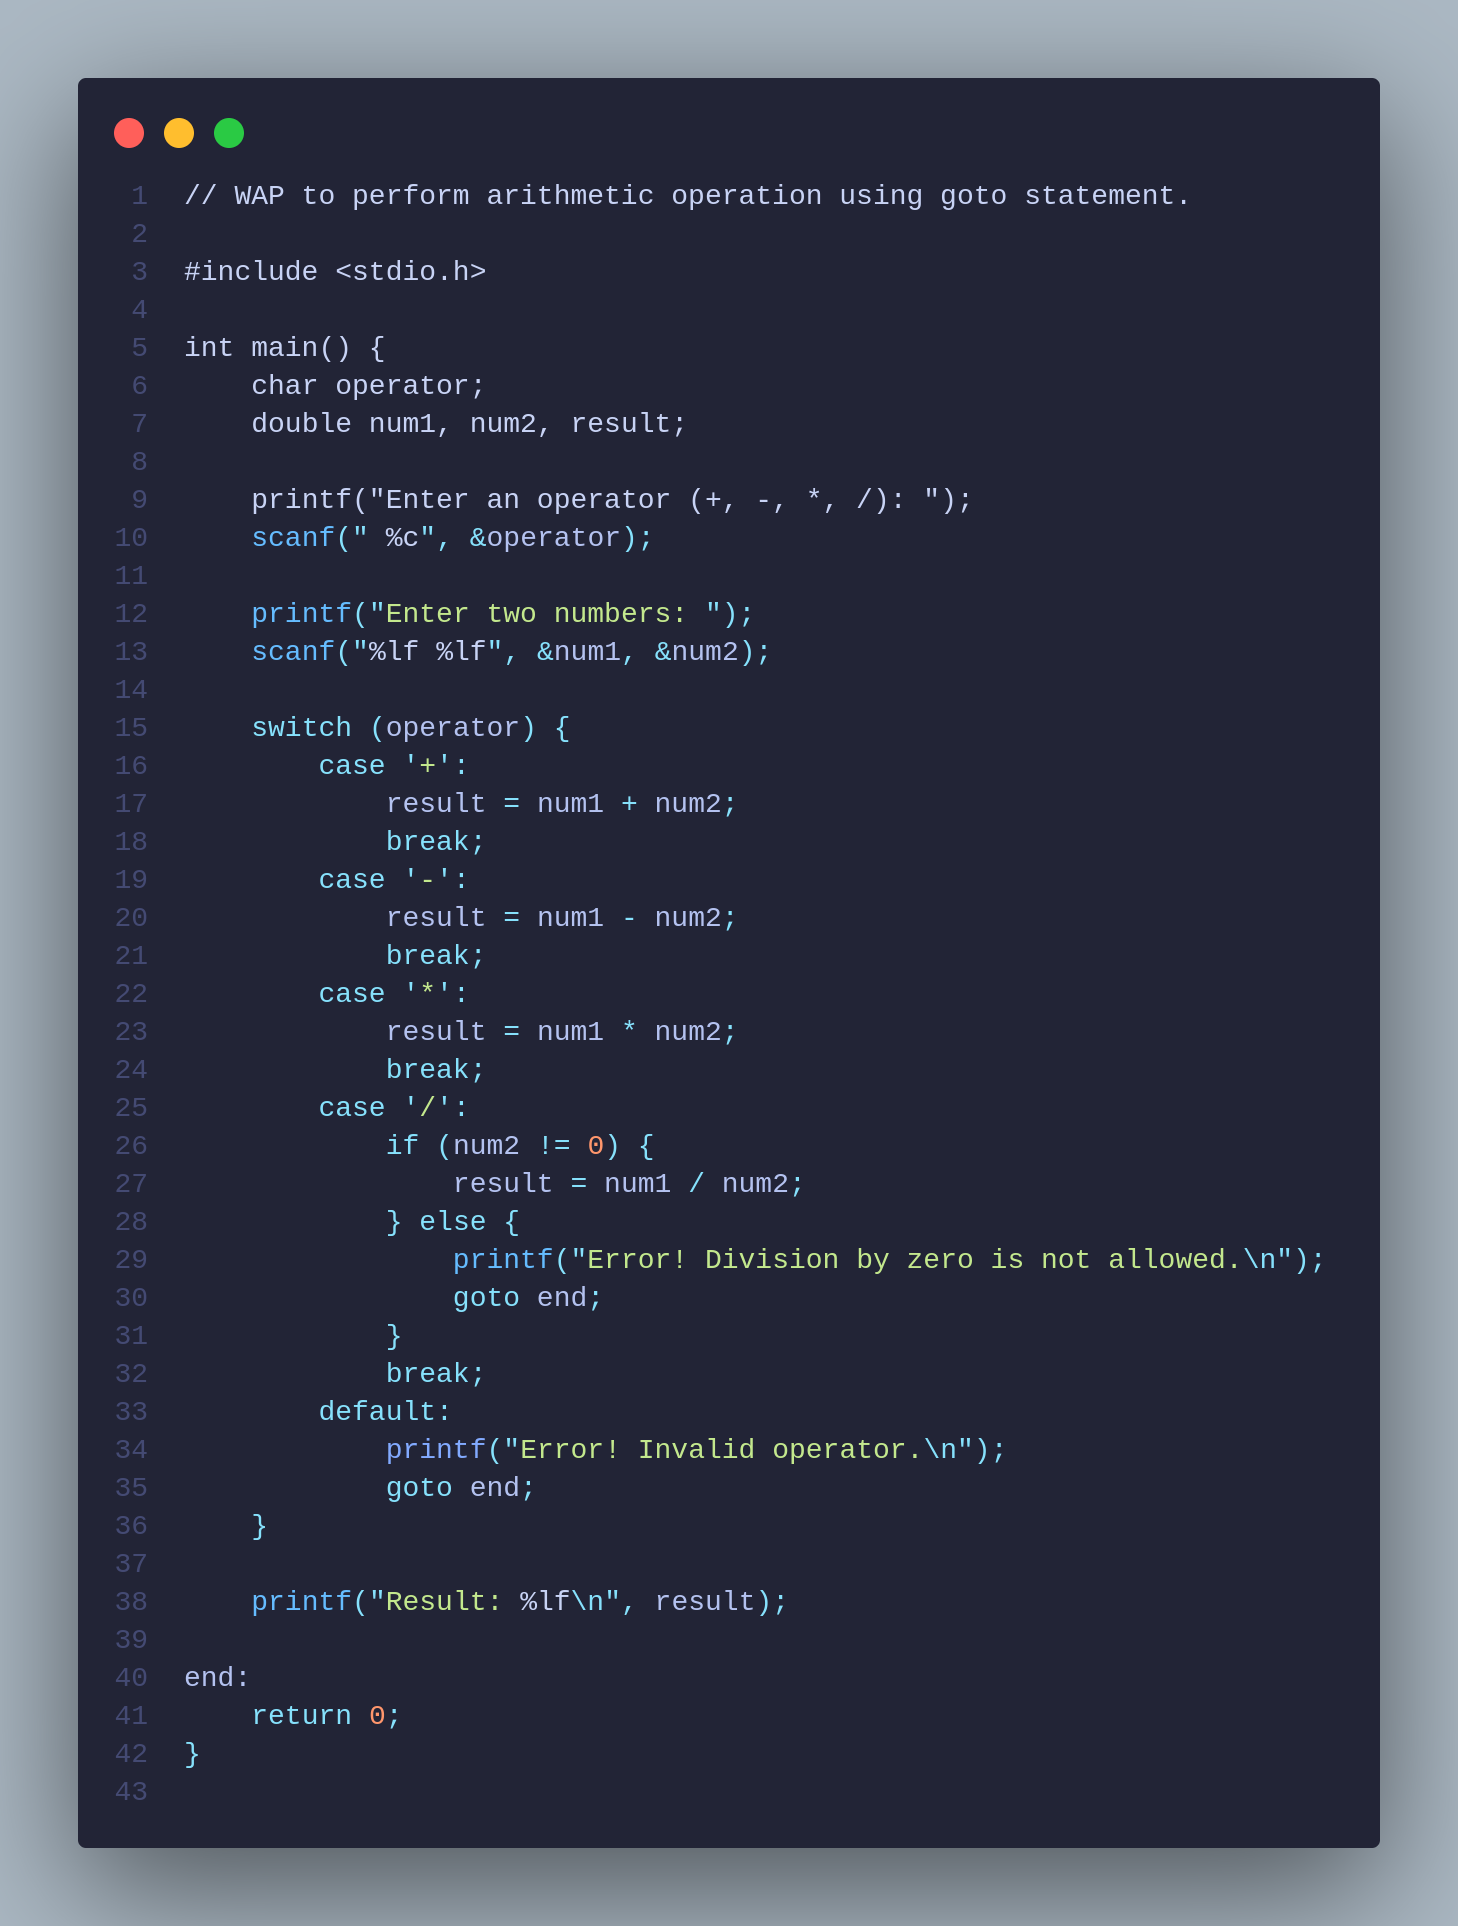 1 // WAP to perform arithmetic operation using goto statement.
2
3 #include <stdio.h>
4
5 int main() {
6     char operator;
7     double num1, num2, result;
8
9     printf("Enter an operator (+, -, *, /): ");
10     scanf(" %c", &operator);
11
12     printf("Enter two numbers: ");
13     scanf("%lf %lf", &num1, &num2);
14
15     switch (operator) {
16         case '+':
17             result = num1 + num2;
18             break;
19         case '-':
20             result = num1 - num2;
21             break;
22         case '*':
23             result = num1 * num2;
24             break;
25         case '/':
26             if (num2 != 0) {
27                 result = num1 / num2;
28             } else {
29                 printf("Error! Division by zero is not allowed.\n");
30                 goto end;
31             }
32             break;
33         default:
34             printf("Error! Invalid operator.\n");
35             goto end;
36     }
37
38     printf("Result: %lf\n", result);
39
40 end:
41     return 0;
42 }
43